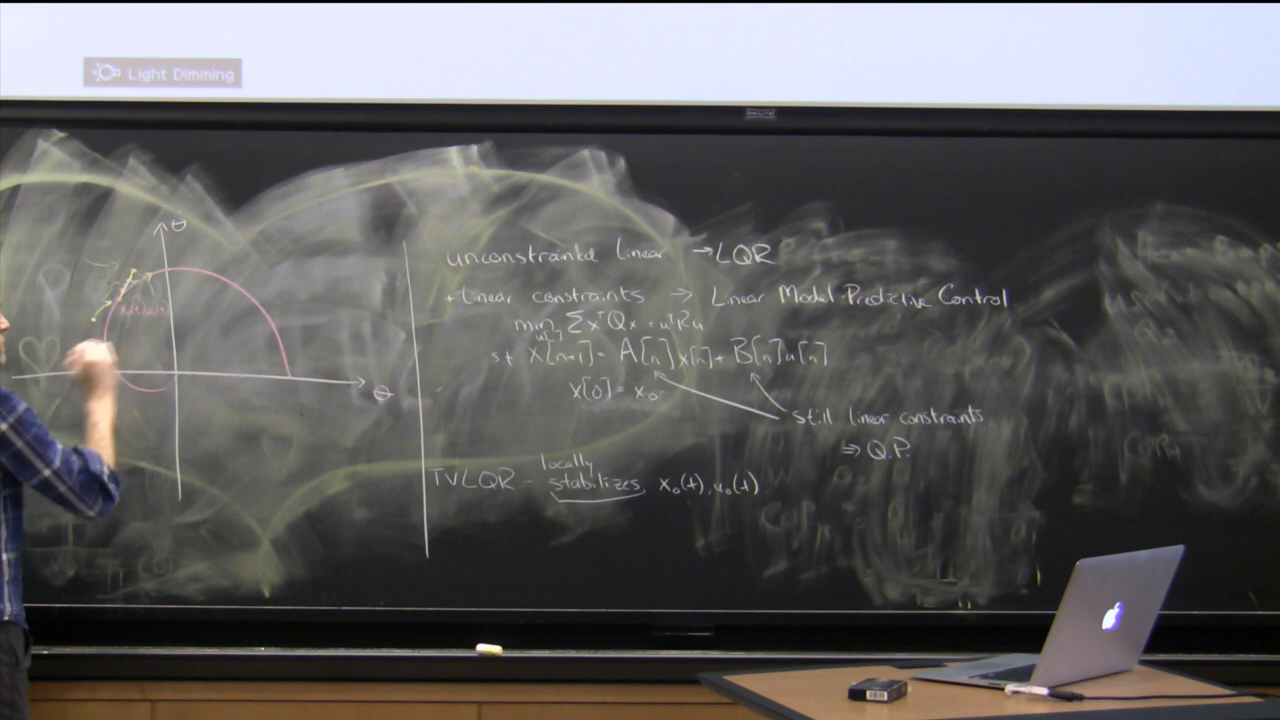 Light Dimming
θ
θ
unconstrained linear → LQR
+ linear constraints → Linear Model Predictive Control
min u[.] Σ xᵀQx + uᵀRu
st x[n+1] = A[n]x[n] + B[n]u[n]
x[0] = x₀
still linear constraints
⇒ Q.P.
locally
TVLQR - stabilizes x₀(t), u₀(t)